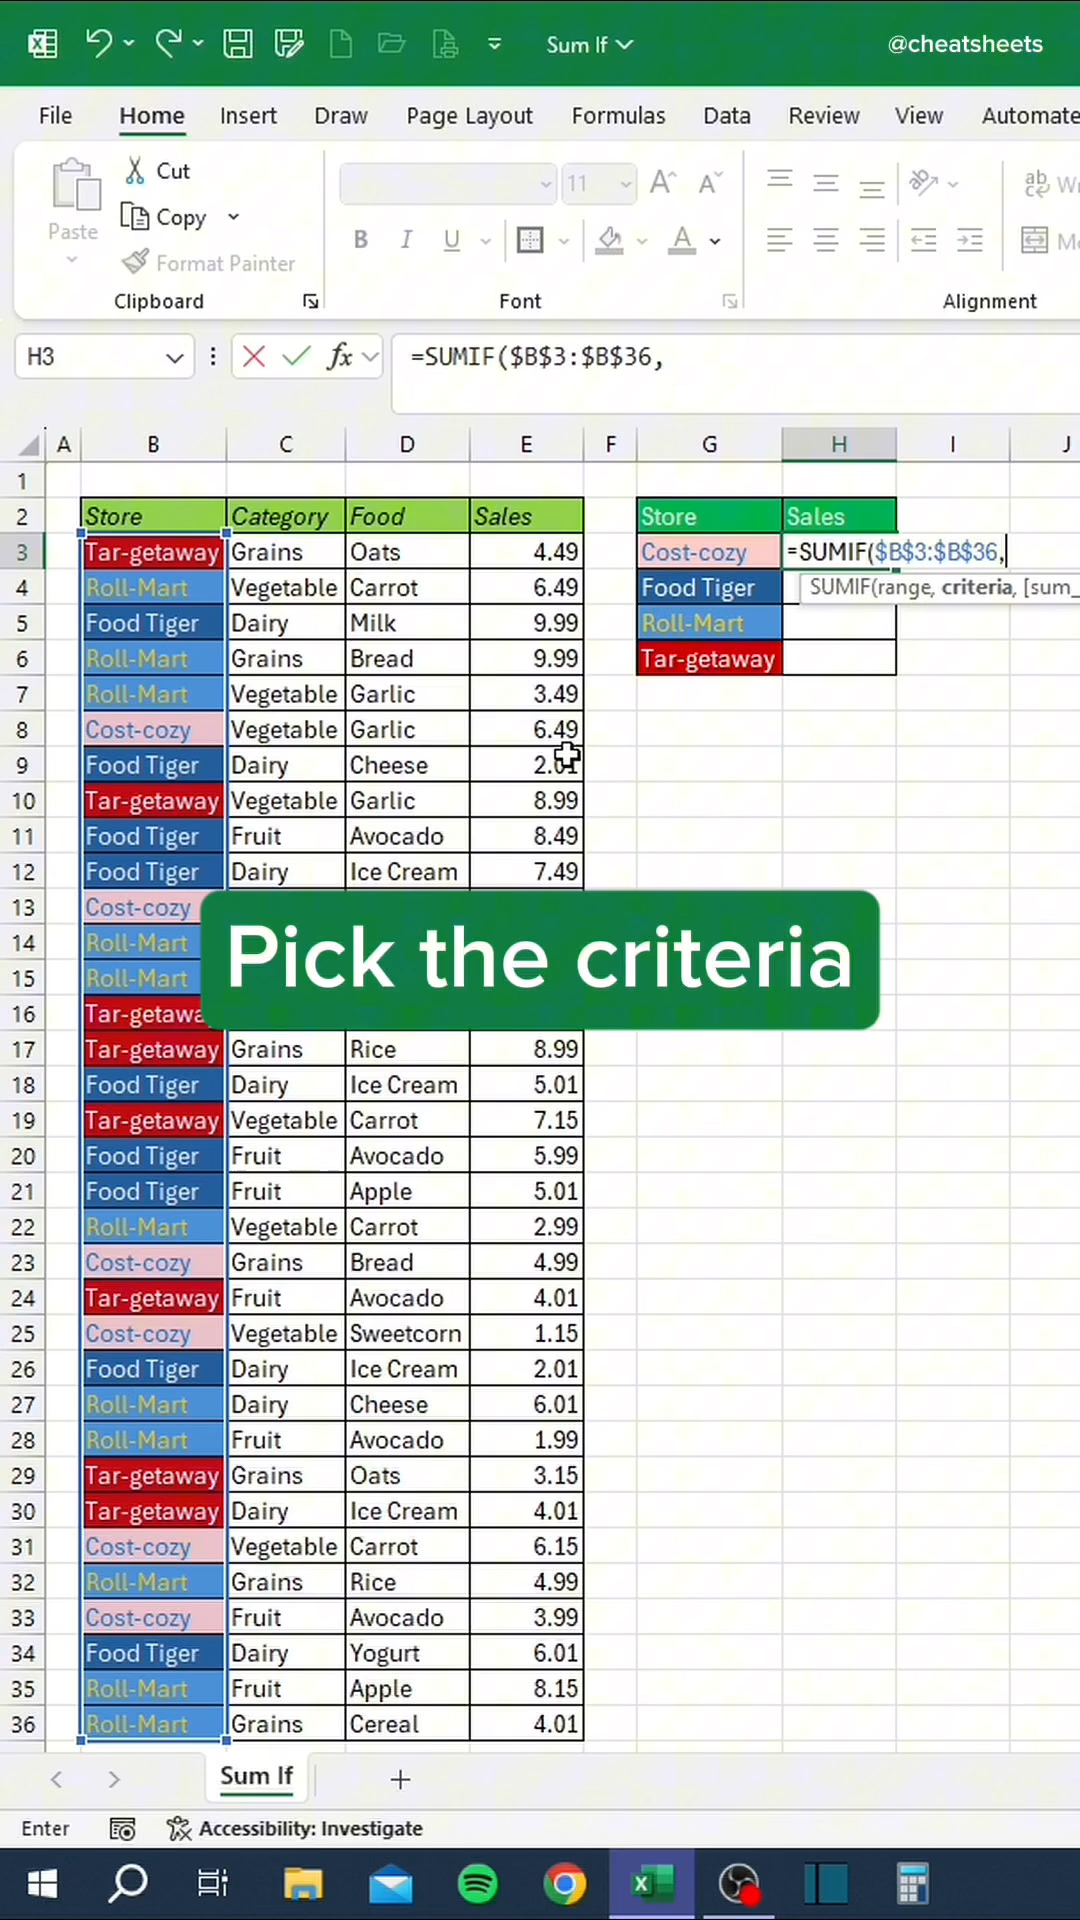 Sum If
@cheatsheets
File Home Insert Draw Page Layout Formulas Data Review View Automate
Cut
Copy
Paste
Format Painter
Clipboard
11
B I U
Font
Alignment
H3
fx
=SUMIF($B$3:$B$36,
A B C D E F G H I J
1
2 Store Category Food Sales Store Sales
3 Tar-getaway Grains Oats 4.49 Cost-cozy =SUMIF($B$3:$B$36,
4 Roll-Mart Vegetable Carrot 6.49 Food Tiger SUMIF(range, criteria, [sum_
5 Food Tiger Dairy Milk 9.99 Roll-Mart
6 Roll-Mart Grains Bread 9.99 Tar-getaway
7 Roll-Mart Vegetable Garlic 3.49
8 Cost-cozy Vegetable Garlic 6.49
9 Food Tiger Dairy Cheese 2.01
10 Tar-getaway Vegetable Garlic 8.99
11 Food Tiger Fruit Avocado 8.49
12 Food Tiger Dairy Ice Cream 7.49
13 Cost-cozy
14 Roll-Mart
Pick the criteria
15 Roll-Mart
16 Tar-getawa
17 Tar-getaway Grains Rice 8.99
18 Food Tiger Dairy Ice Cream 5.01
19 Tar-getaway Vegetable Carrot 7.15
20 Food Tiger Fruit Avocado 5.99
21 Food Tiger Fruit Apple 5.01
22 Roll-Mart Vegetable Carrot 2.99
23 Cost-cozy Grains Bread 4.99
24 Tar-getaway Fruit Avocado 4.01
25 Cost-cozy Vegetable Sweetcorn 1.15
26 Food Tiger Dairy Ice Cream 2.01
27 Roll-Mart Dairy Cheese 6.01
28 Roll-Mart Fruit Avocado 1.99
29 Tar-getaway Grains Oats 3.15
30 Tar-getaway Dairy Ice Cream 4.01
31 Cost-cozy Vegetable Carrot 6.15
32 Roll-Mart Grains Rice 4.99
33 Cost-cozy Fruit Avocado 3.99
34 Food Tiger Dairy Yogurt 6.01
35 Roll-Mart Fruit Apple 8.15
36 Roll-Mart Grains Cereal 4.01
Sum If
Enter Accessibility: Investigate